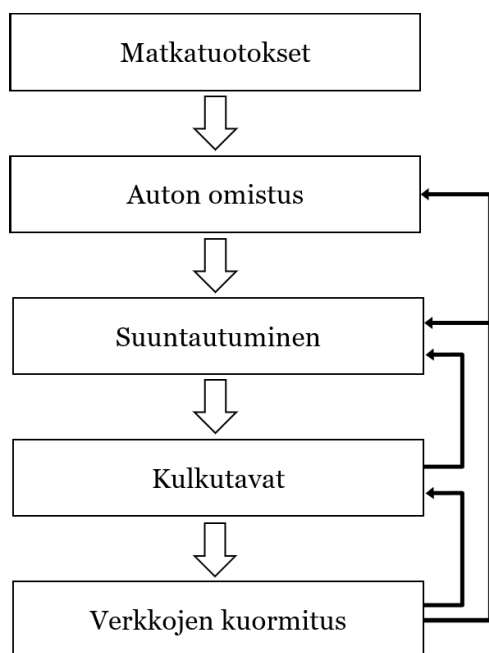 Matkatuotokset
Auton omistus
Suuntautuminen
Kulkutavat
Verkkojen kuormitus